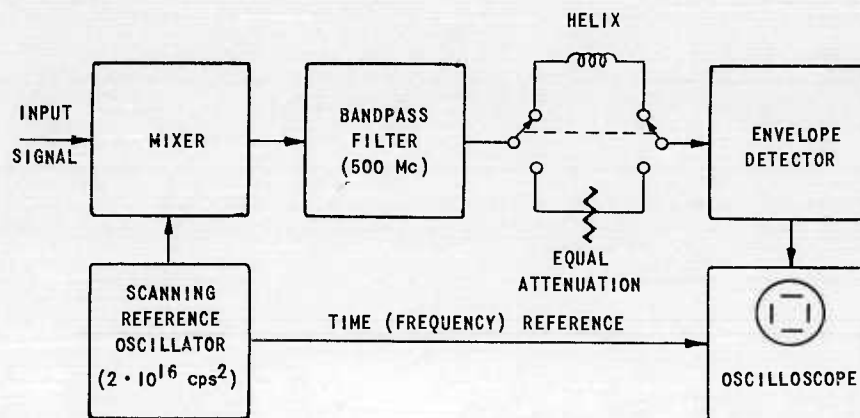 HELIX
INPUT
SIGNAL
MIXER
BANDPASS
FILTER
(500 Mc)
ENVELOPE
DETECTOR
EQUAL
ATTENUATION
SCANNING
REFERENCE
OSCILLATOR
(2 · 10¹⁶ cps²)
TIME (FREQUENCY) REFERENCE
OSCILLOSCOPE